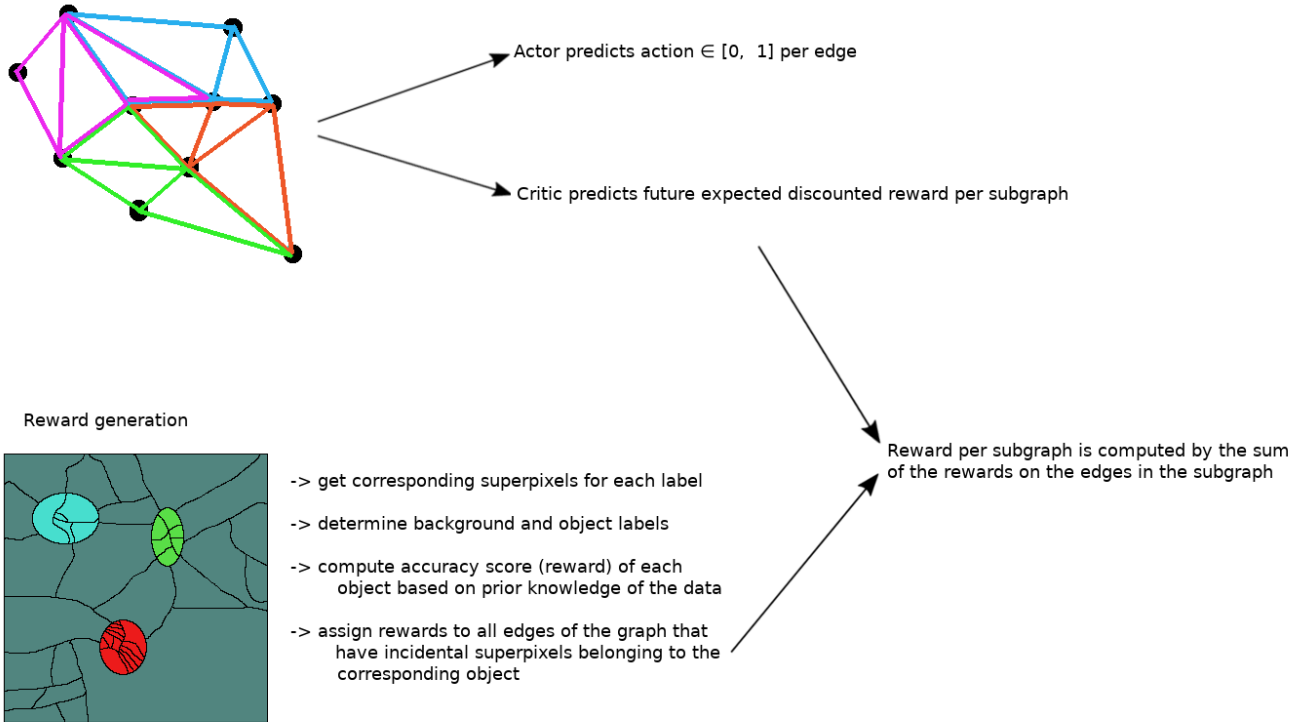 Actor predicts action ∈ [0, 1] per edge
Critic predicts future expected discounted reward per subgraph
Reward generation
-> get corresponding superpixels for each label
-> determine background and object labels
-> compute accuracy score (reward) of each
object based on prior knowledge of the data
-> assign rewards to all edges of the graph that
have incidental superpixels belonging to the
corresponding object
Reward per subgraph is computed by the sum
of the rewards on the edges in the subgraph